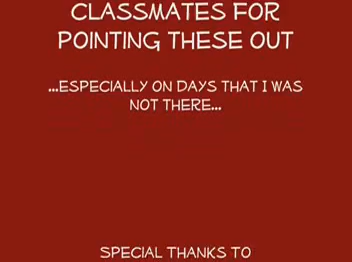 CLASSMATES FOR
POINTING THESE OUT
...ESPECIALLY ON DAYS THAT I WAS
NOT THERE...
SPECIAL THANKS TO